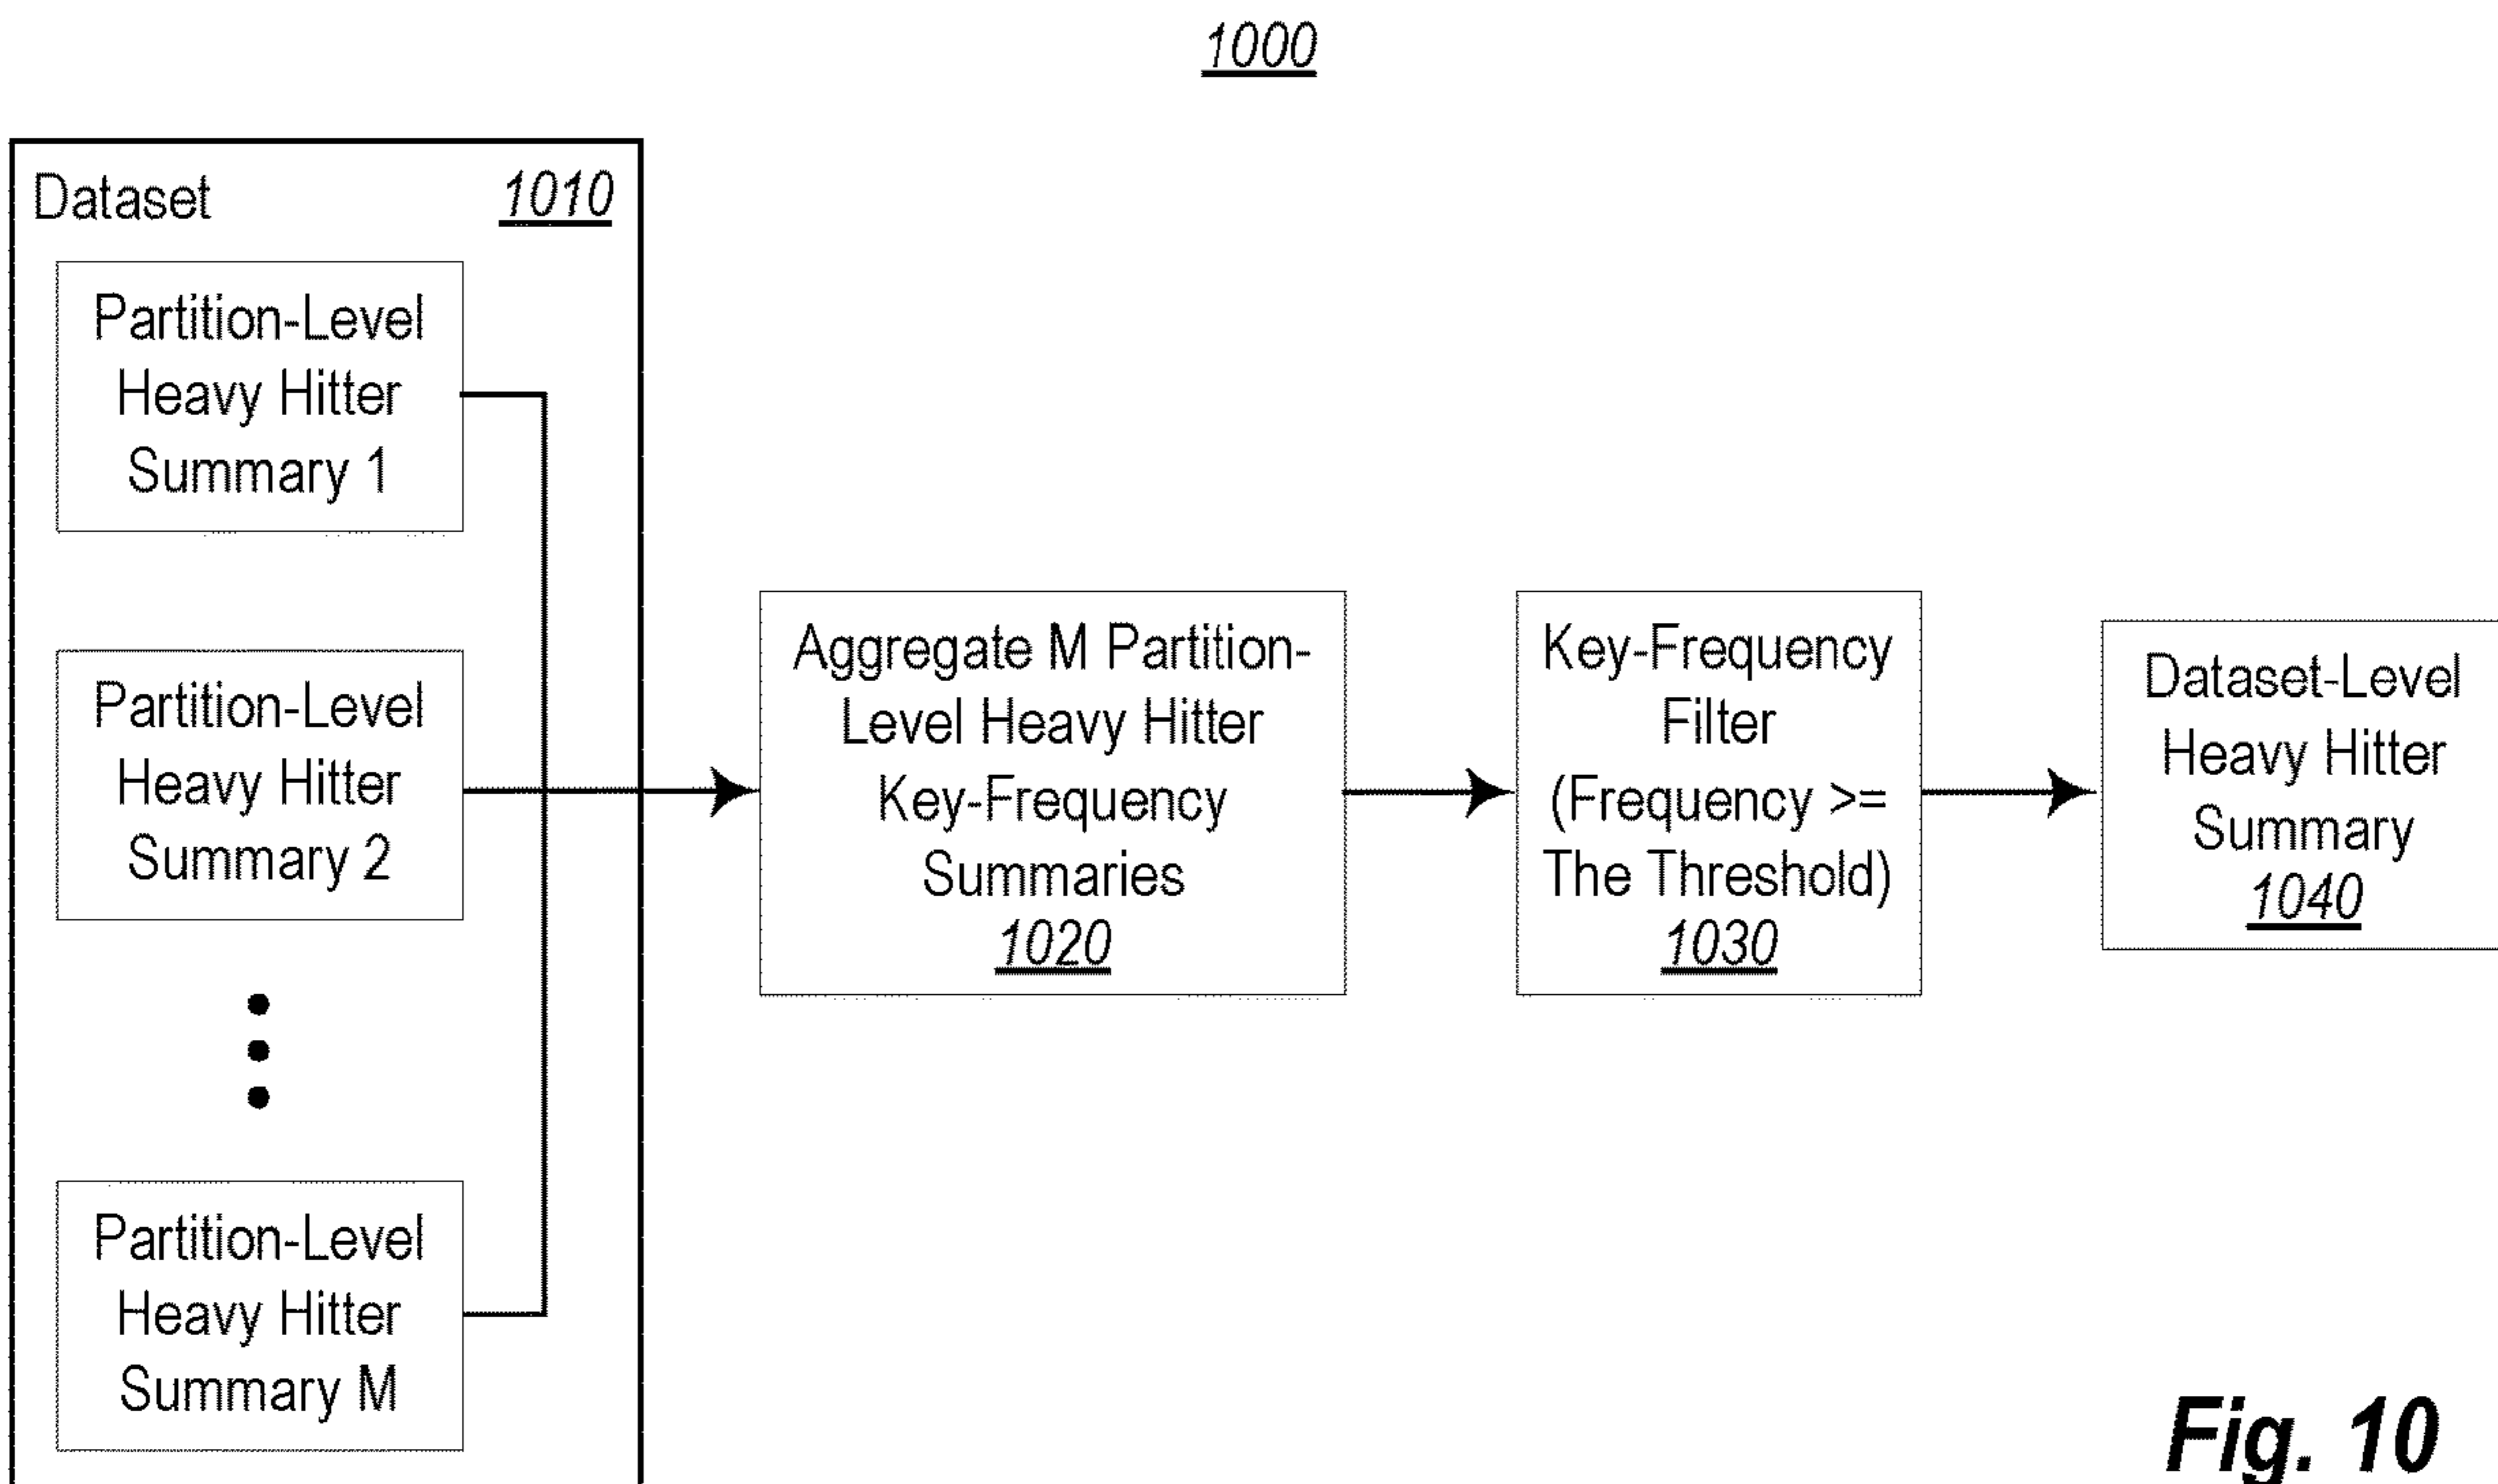 1000
Dataset 1010
Partition-Level
Heavy Hitter
Summary 1
Partition-Level
Heavy Hitter
Summary 2
Partition-Level
Heavy Hitter
Summary M
Aggregate M Partition-
Level Heavy Hitter
Key-Frequency
Summaries
1020
Key-Frequency
Filter
(Frequency >=
The Threshold)
1030
Dataset-Level
Heavy Hitter
Summary
1040
Fig. 10